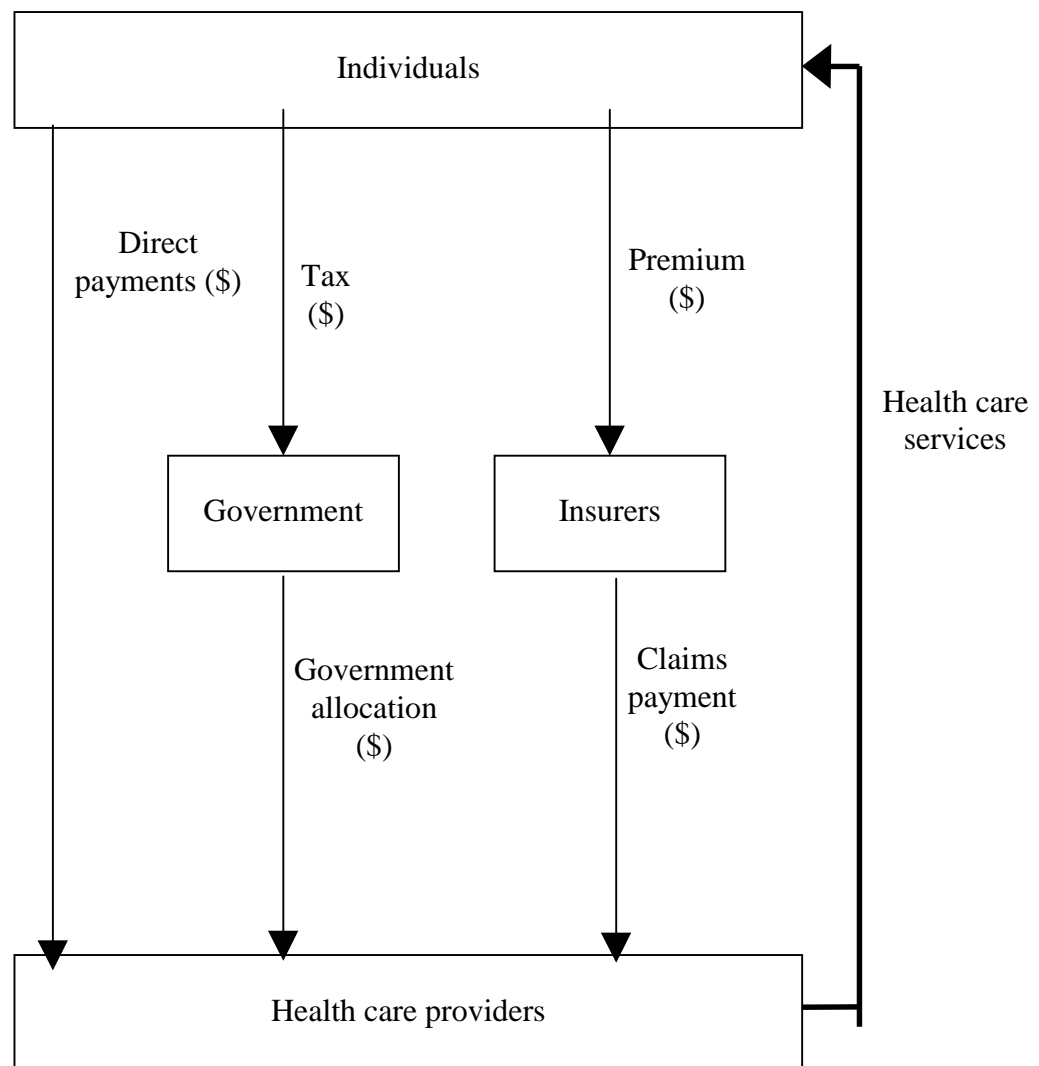 Individuals
Direct
payments ($)
Tax
($)
Premium
($)
Health care
services
Government
Insurers
Government
allocation
($)
Claims
payment
($)
Health care providers